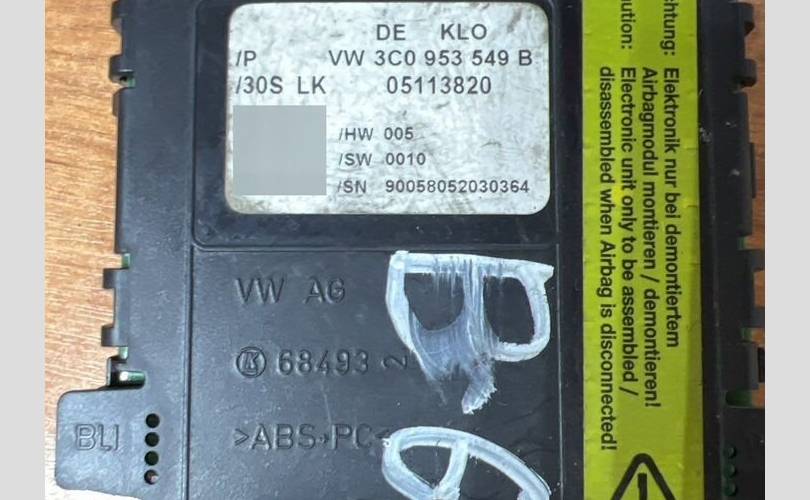 DE KLO
/P VW 3C0 953 549 B
/30S LK 05113820
/HW 005
/SW 0010
/SN 90058052030364
VW AG
68493 2
>ABS+PC<
BLI
B
chtung: Elektronik nur bei demontiertem
Airbagmodul montieren / demontieren!
ution: Electronic unit only to be assembled /
disassembled when Airbag is disconnected!